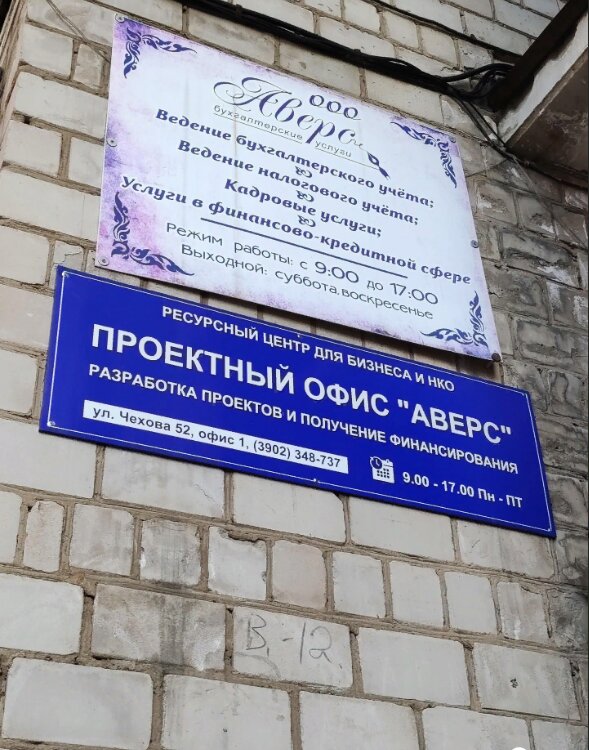 ООО
Аверс
бухгалтерские услуги
Ведение бухгалтерского учёта;
Ведение налогового учёта;
Кадровые услуги;
Услуги в финансово-кредитной сфере
Режим работы: с 9:00 до 17:00
Выходной: суббота, воскресенье
РЕСУРСНЫЙ ЦЕНТР ДЛЯ БИЗНЕСА И НКО
ПРОЕКТНЫЙ ОФИС "АВЕРС"
РАЗРАБОТКА ПРОЕКТОВ И ПОЛУЧЕНИЕ ФИНАНСИРОВАНИЯ
ул. Чехова 52, офис 1, (3902) 348-737
9.00 - 17.00 Пн - ПТ
В-12.